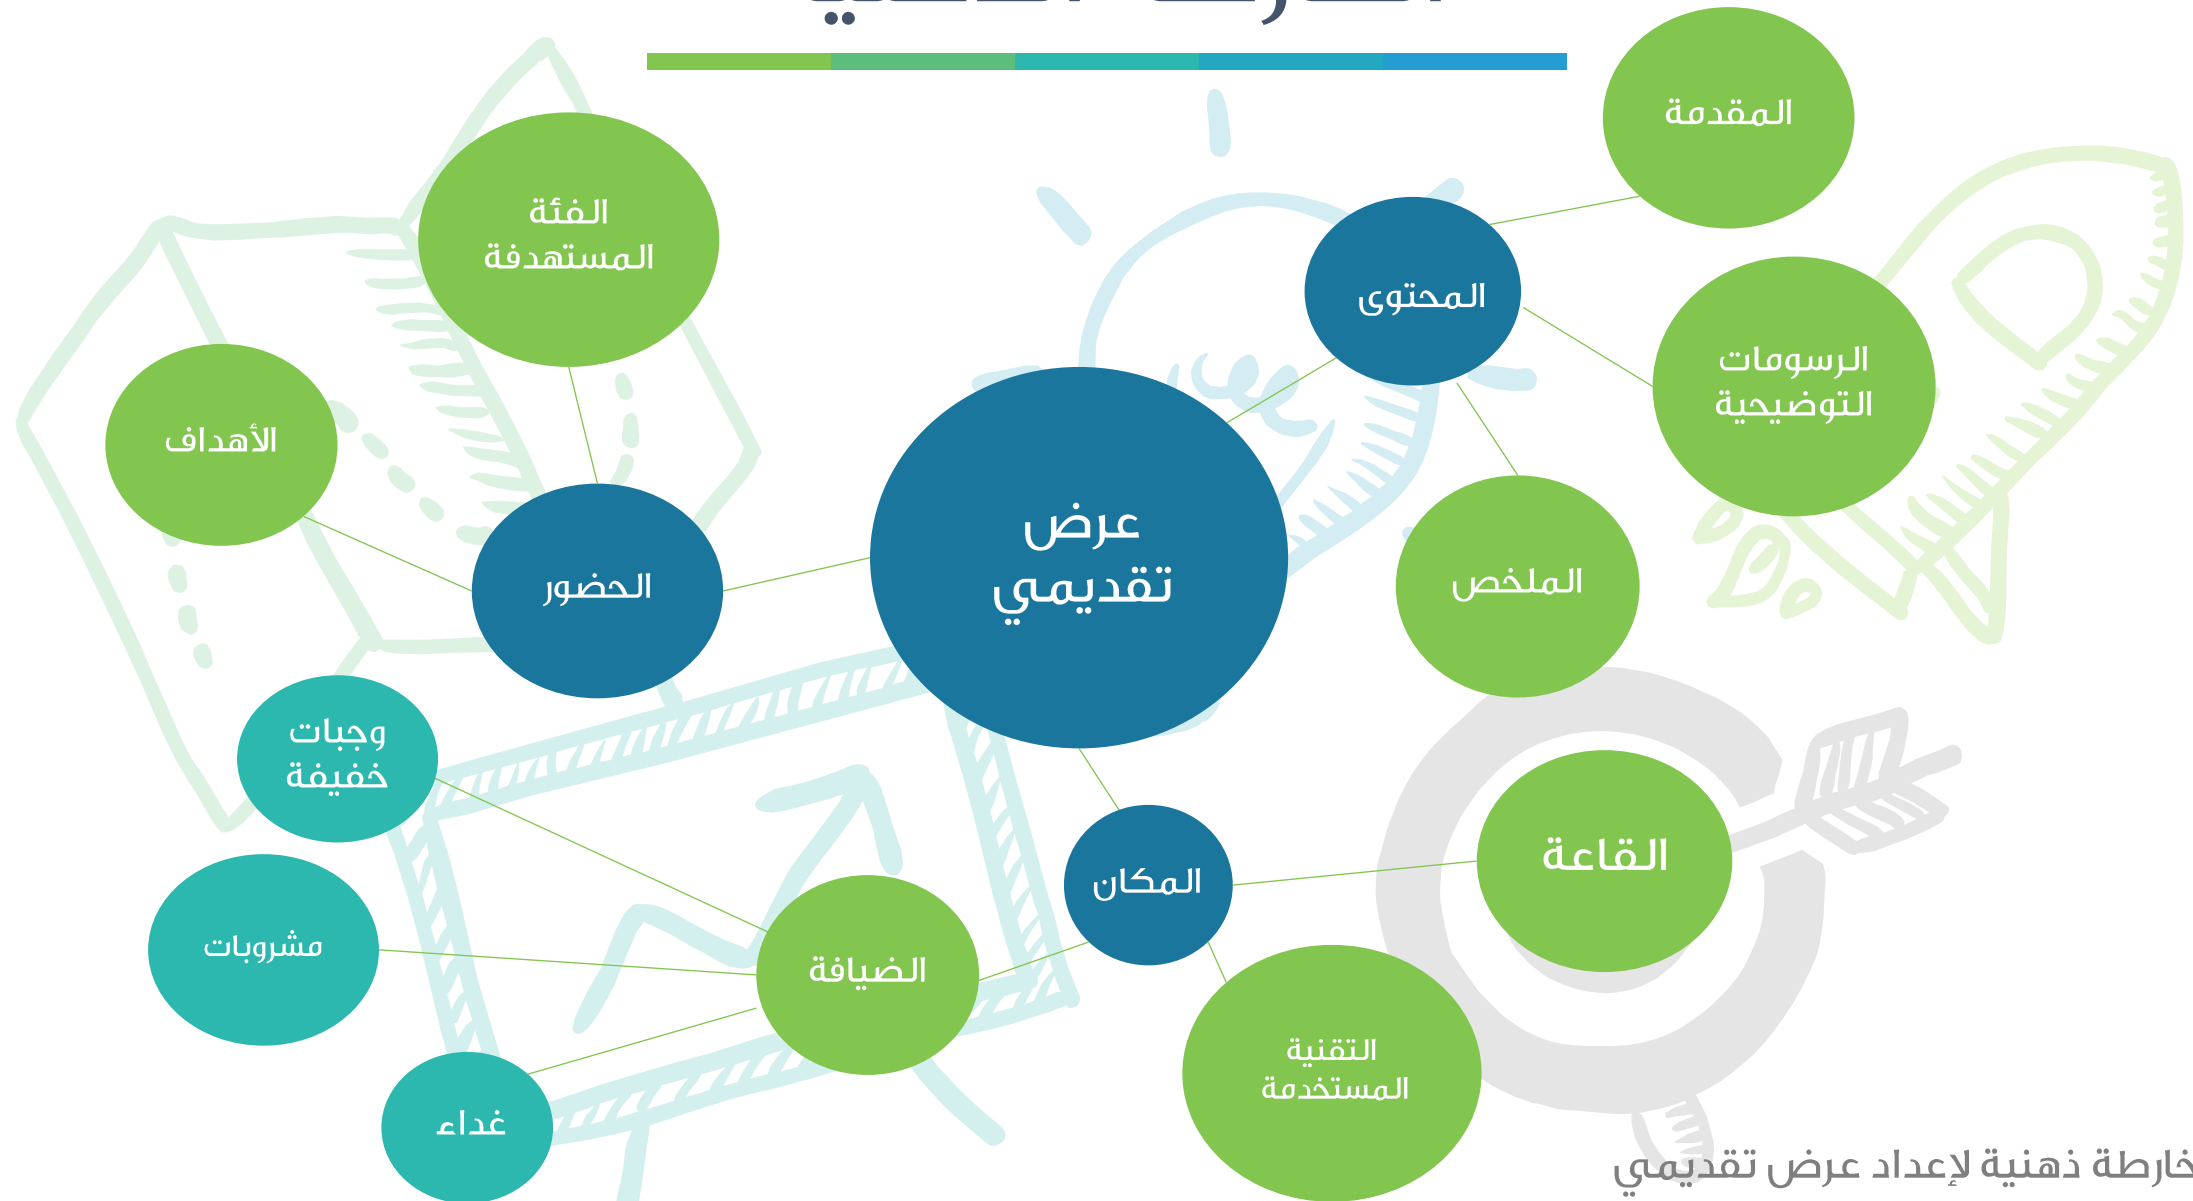 المقدمة
الفئة
المستهدفة
المحتوى
الرسومات
التوضيحية
الأهداف
عرض
تقديمي
الملخص
الحضور
وجبات
خفيفة
القاعة
المكان
مشروبات
الضيافة
التقنية
المستخدمة
غداء
خارطة ذهنية لإعداد عرض تقديمي